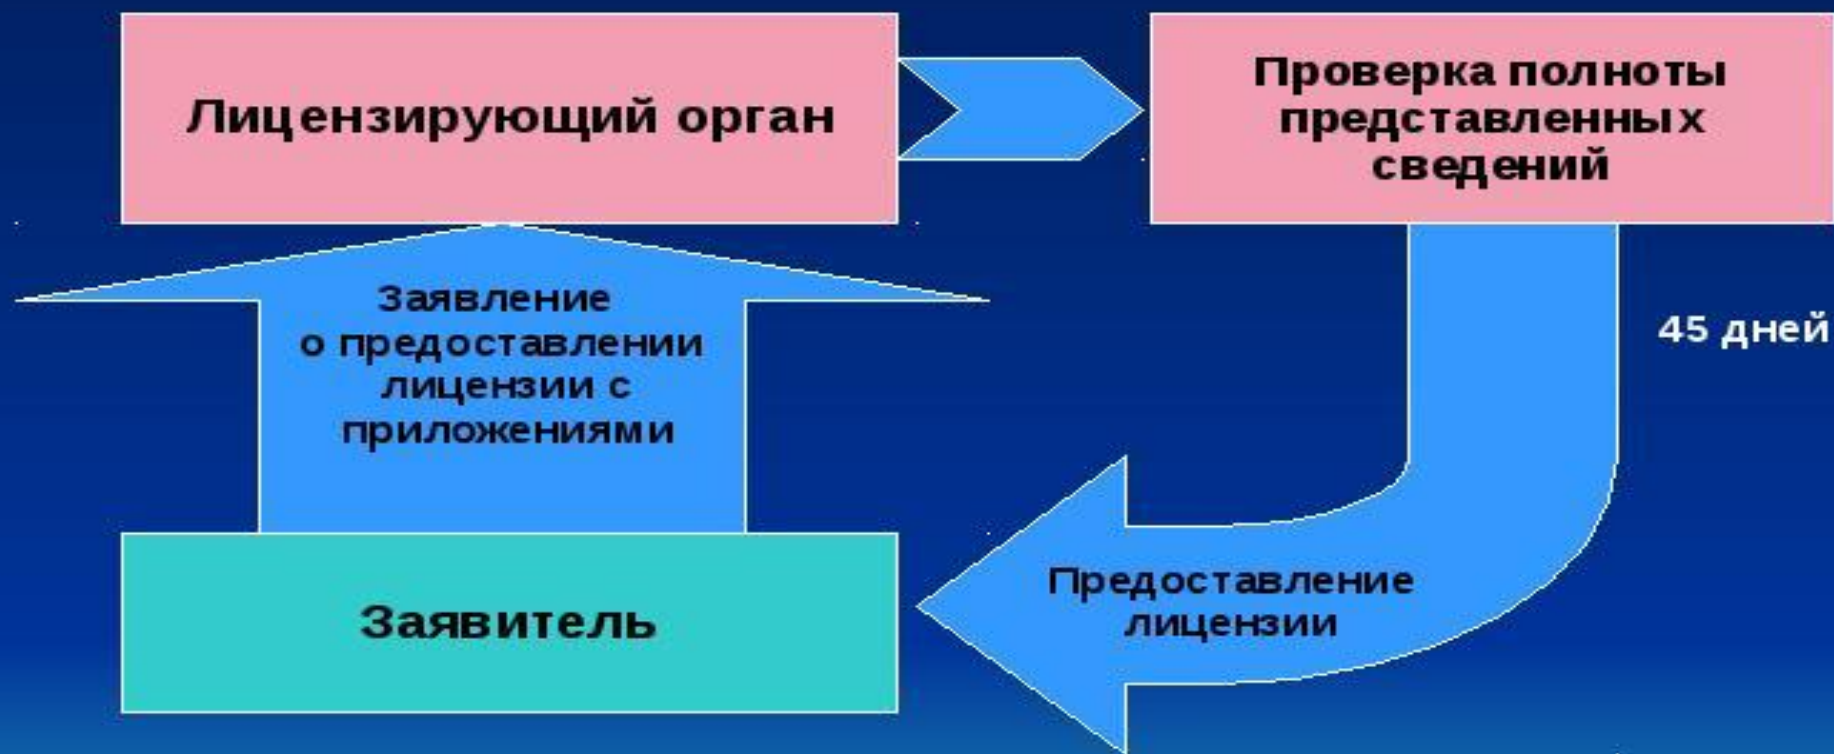 Лицензирующий орган
Проверка полноты
представленных
сведений
Заявление
о предоставлении
лицензии с
приложениями
45 дней
Предоставление
лицензии
Заявитель